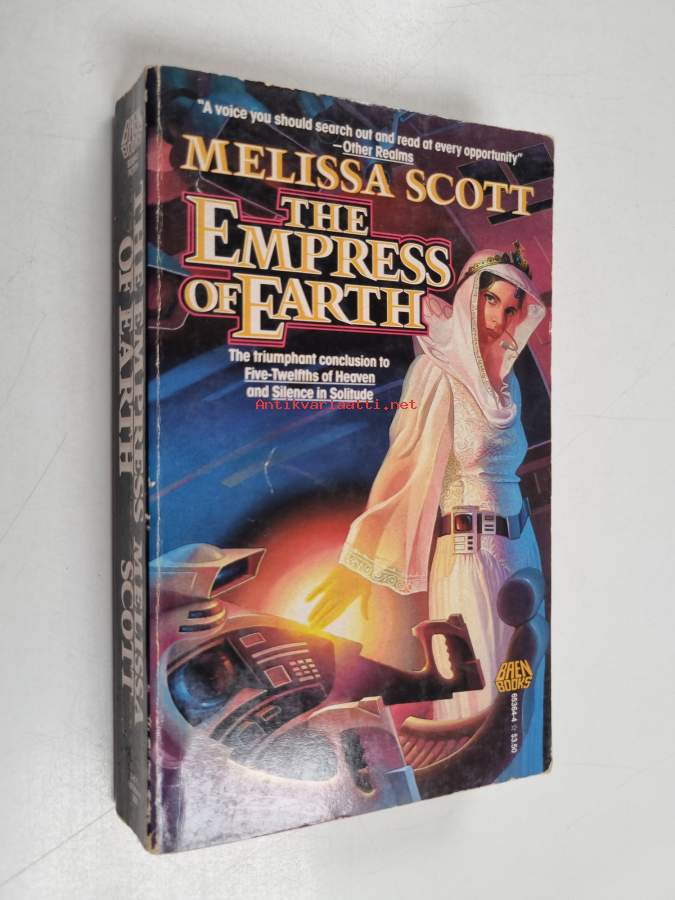 "A voice you should search out and read at every opportunity"
—Other Realms
MELISSA SCOTT
THE
EMPRESS
OF EARTH
The triumphant conclusion to
Five-Twelfths of Heaven
and Silence in Solitude
Antikvariaatti.net
BAEN
BOOKS
65364-4 ☆ $3.50
BAEN
BOOKS
THE EMPRESS
OF EARTH
MELISSA
SCOTT